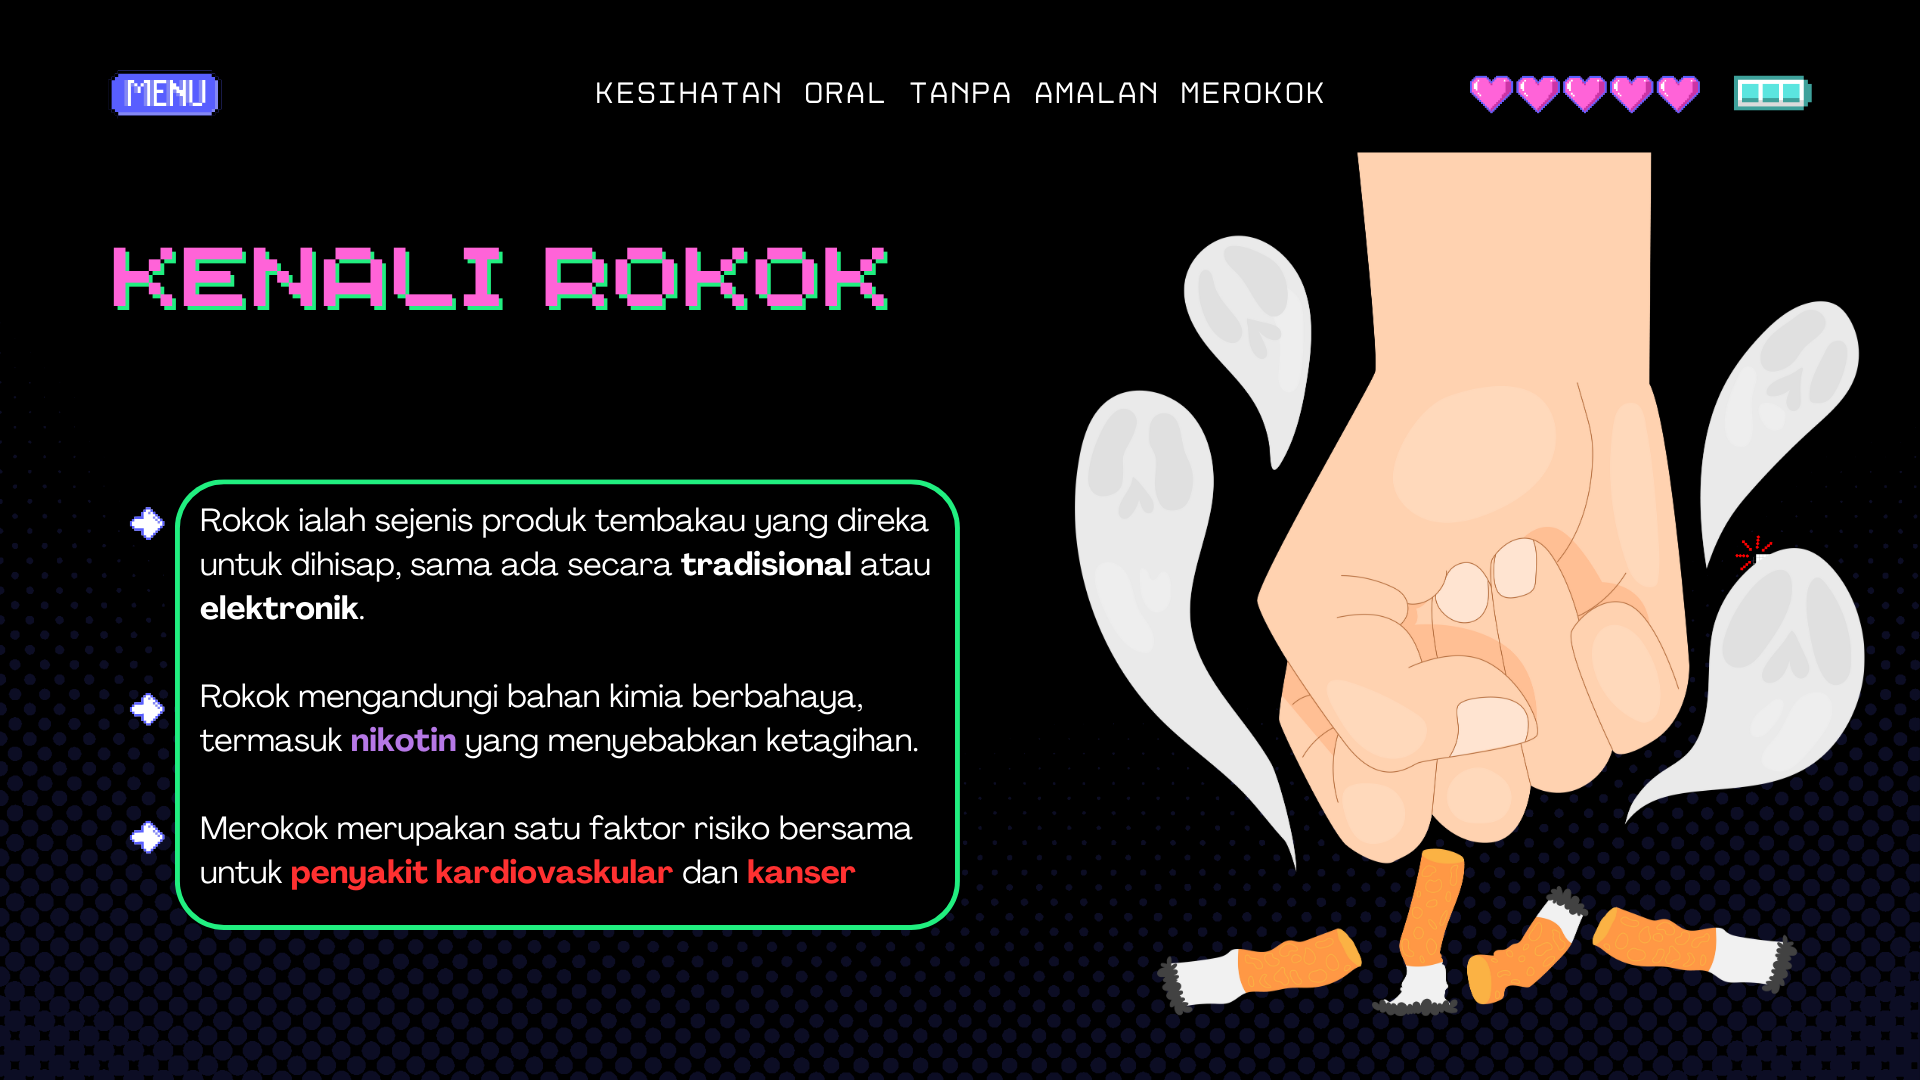 MENU
KESIHATAN ORAL TANPA AMALAN MEROKOK
KENALI ROKOK
Rokok ialah sejenis produk tembakau yang direka
untuk dihisap, sama ada secara tradisional atau
elektronik.
Rokok mengandungi bahan kimia berbahaya,
termasuk nikotin yang menyebabkan ketagihan.
Merokok merupakan satu faktor risiko bersama
untuk penyakit kardiovaskular dan kanser